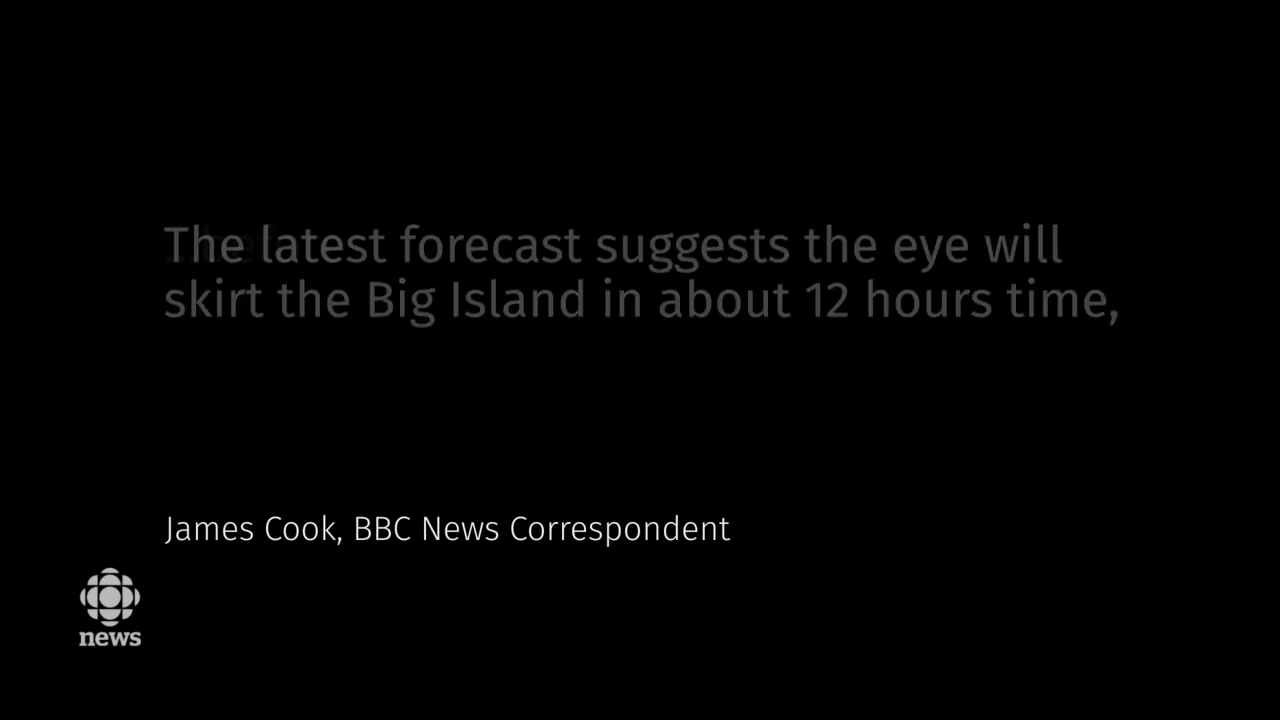 The latest forecast suggests the eye will
skirt the Big Island in about 12 hours time,
James Cook, BBC News Correspondent
news